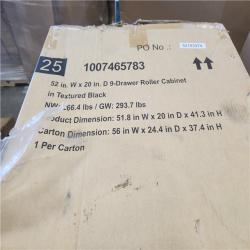 PO No :
25
1007465783
52 in. W x 20 in. D 9-Drawer Roller Cabinet
in Textured Black
NW: 266.4 lbs / GW: 293.7 lbs
Product Dimension: 51.8 in W x 20 in D x 41.3 in H
Carton Dimension: 56 in W x 24.4 in D x 37.4 in H
1 Per Carton